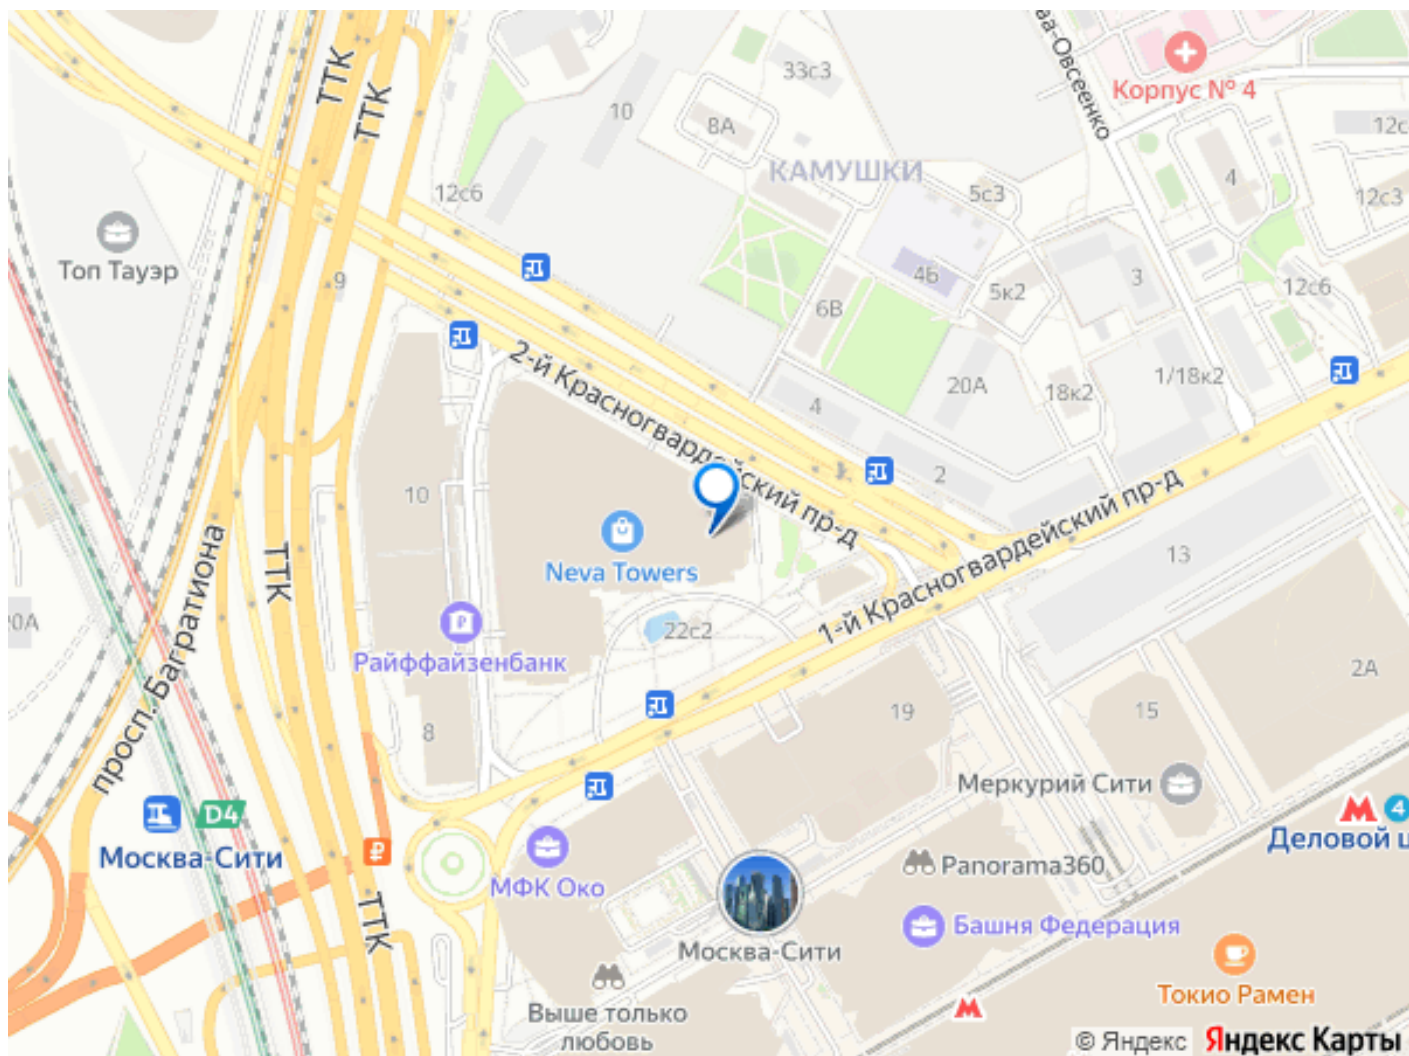 ТТК
ТТК
33с3
10
8А
Корпус № 4
12с
КАМУШКИ
5с3
4
12с3
12с6
Топ Тауэр
9
4Б
5к2
3
12с6
6В
2-й Красногвардейский пр-д
20А
18к2
1/18к2
4
2
10
Neva Towers
1-й Красногвардейский пр-д
13
ТТК
просп. Багратиона
22с2
Райффайзенбанк
2А
8
19
15
Меркурий Сити
D4
Москва-Сити
МФК Око
Panorama360
4
Деловой ц
Башня Федерация
ТТК
Москва-Сити
Токио Рамен
Выше только
любовь
© Яндекс Яндекс Карты